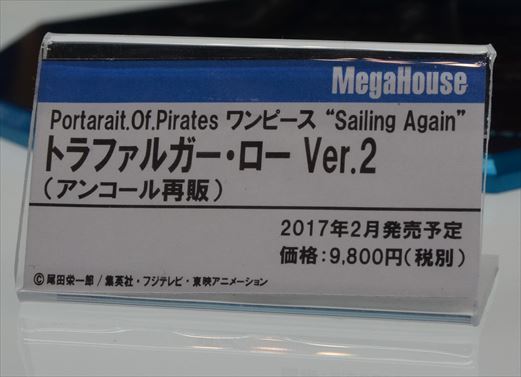 MegaHouse
Portarait.Of.Pirates ワンピース “Sailing Again”
トラファルガー・ロー Ver.2
（アンコール再販）
2017年2月発売予定
価格：9,800円（税別）
©尾田栄一郎／集英社・フジテレビ・東映アニメーション